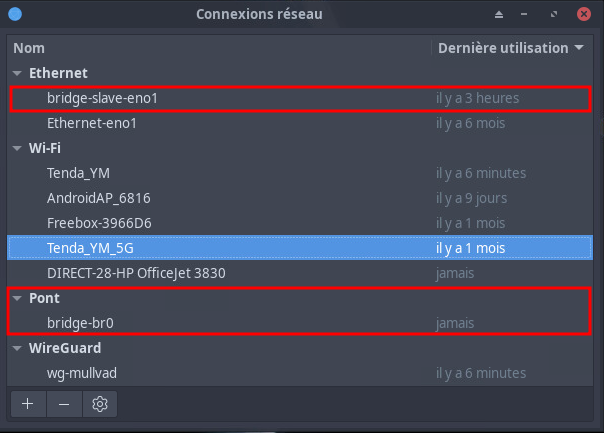 Connexions réseau
Nom Dernière utilisation
Ethernet
bridge-slave-eno1 il y a 3 heures
Ethernet-eno1 il y a 6 mois
Wi-Fi
Tenda_YM il y a 6 minutes
AndroidAP_6816 il y a 9 jours
Freebox-3966D6 il y a 1 mois
Tenda_YM_5G il y a 1 mois
DIRECT-28-HP OfficeJet 3830 jamais
Pont
bridge-br0 jamais
WireGuard
wg-mullvad il y a 6 minutes